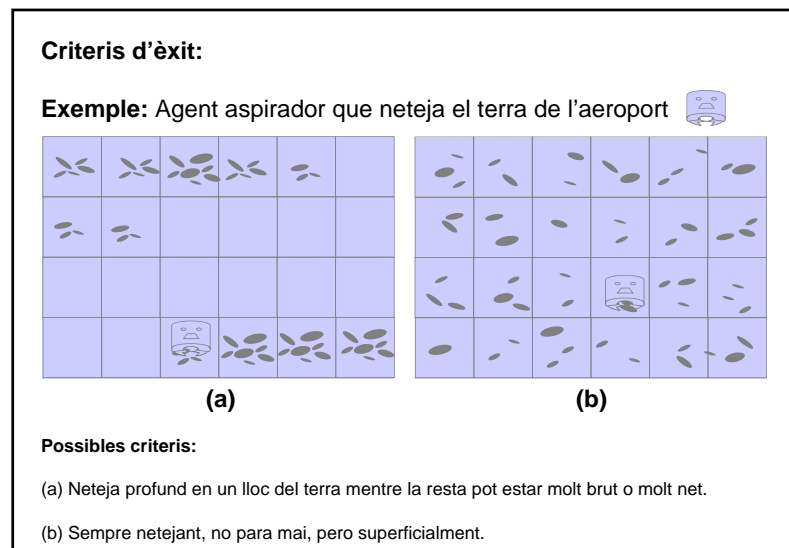 Criteris d'èxit:
Exemple: Agent aspirador que neteja el terra de l'aeroport
(a)
(b)
Possibles criteris:
(a) Neteja profund en un lloc del terra mentre la resta pot estar molt brut o molt net.
(b) Sempre netejant, no para mai, pero superficialment.